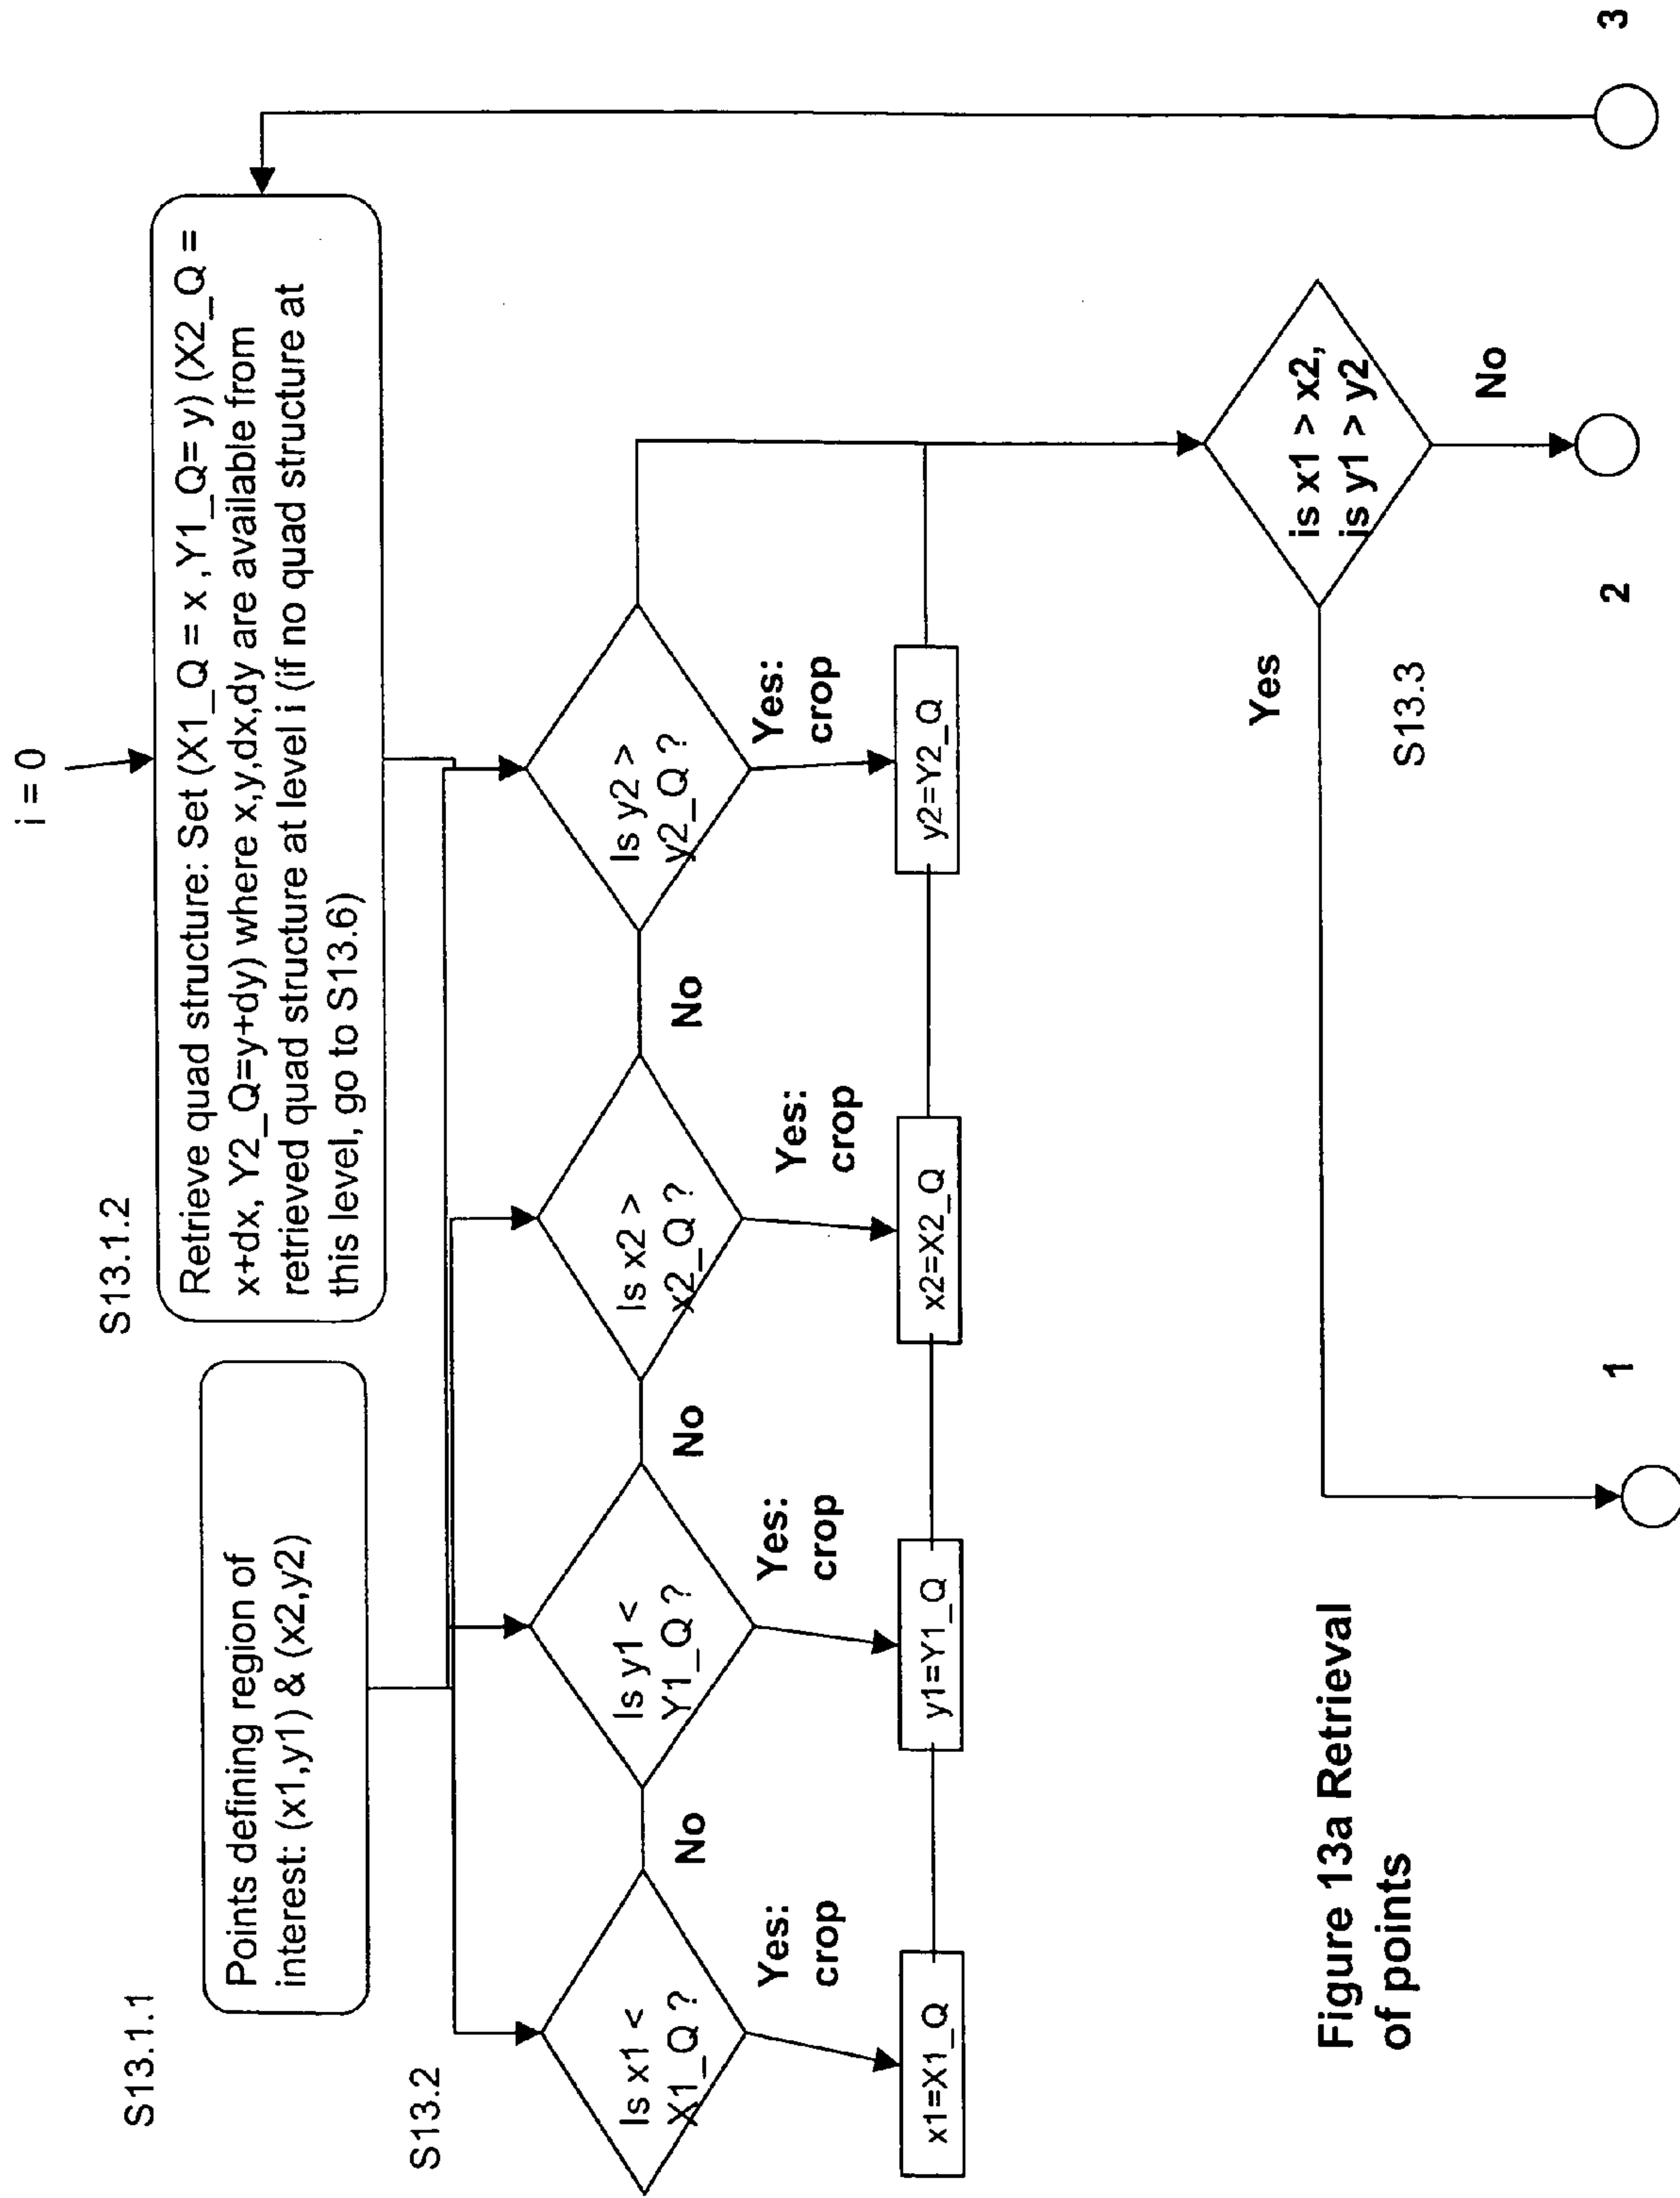 i = 0
S13.1.1
S13.1.2
Points defining region of
interest: (x1,y1) & (x2,y2)
Retrieve quad structure: Set (X1_Q = x ,Y1_Q= y) (X2_Q =
x+dx, Y2_Q=y+dy) where x,y,dx,dy are available from
retrieved quad structure at level i (if no quad structure at
this level, go to S13.6)
S13.2
Is x1 <
X1_Q ?
No
Is y1 <
Y1_Q ?
No
Is x2 >
x2_Q ?
No
Is y2 >
y2_Q ?
Yes:
crop
Yes:
crop
Yes:
crop
Yes:
crop
x1=X1_Q
y1=Y1_Q
x2=X2_Q
y2=Y2_Q
Yes
is x1 > x2,
is y1 > y2
S13.3
No
Figure 13a Retrieval
of points
1
2
3